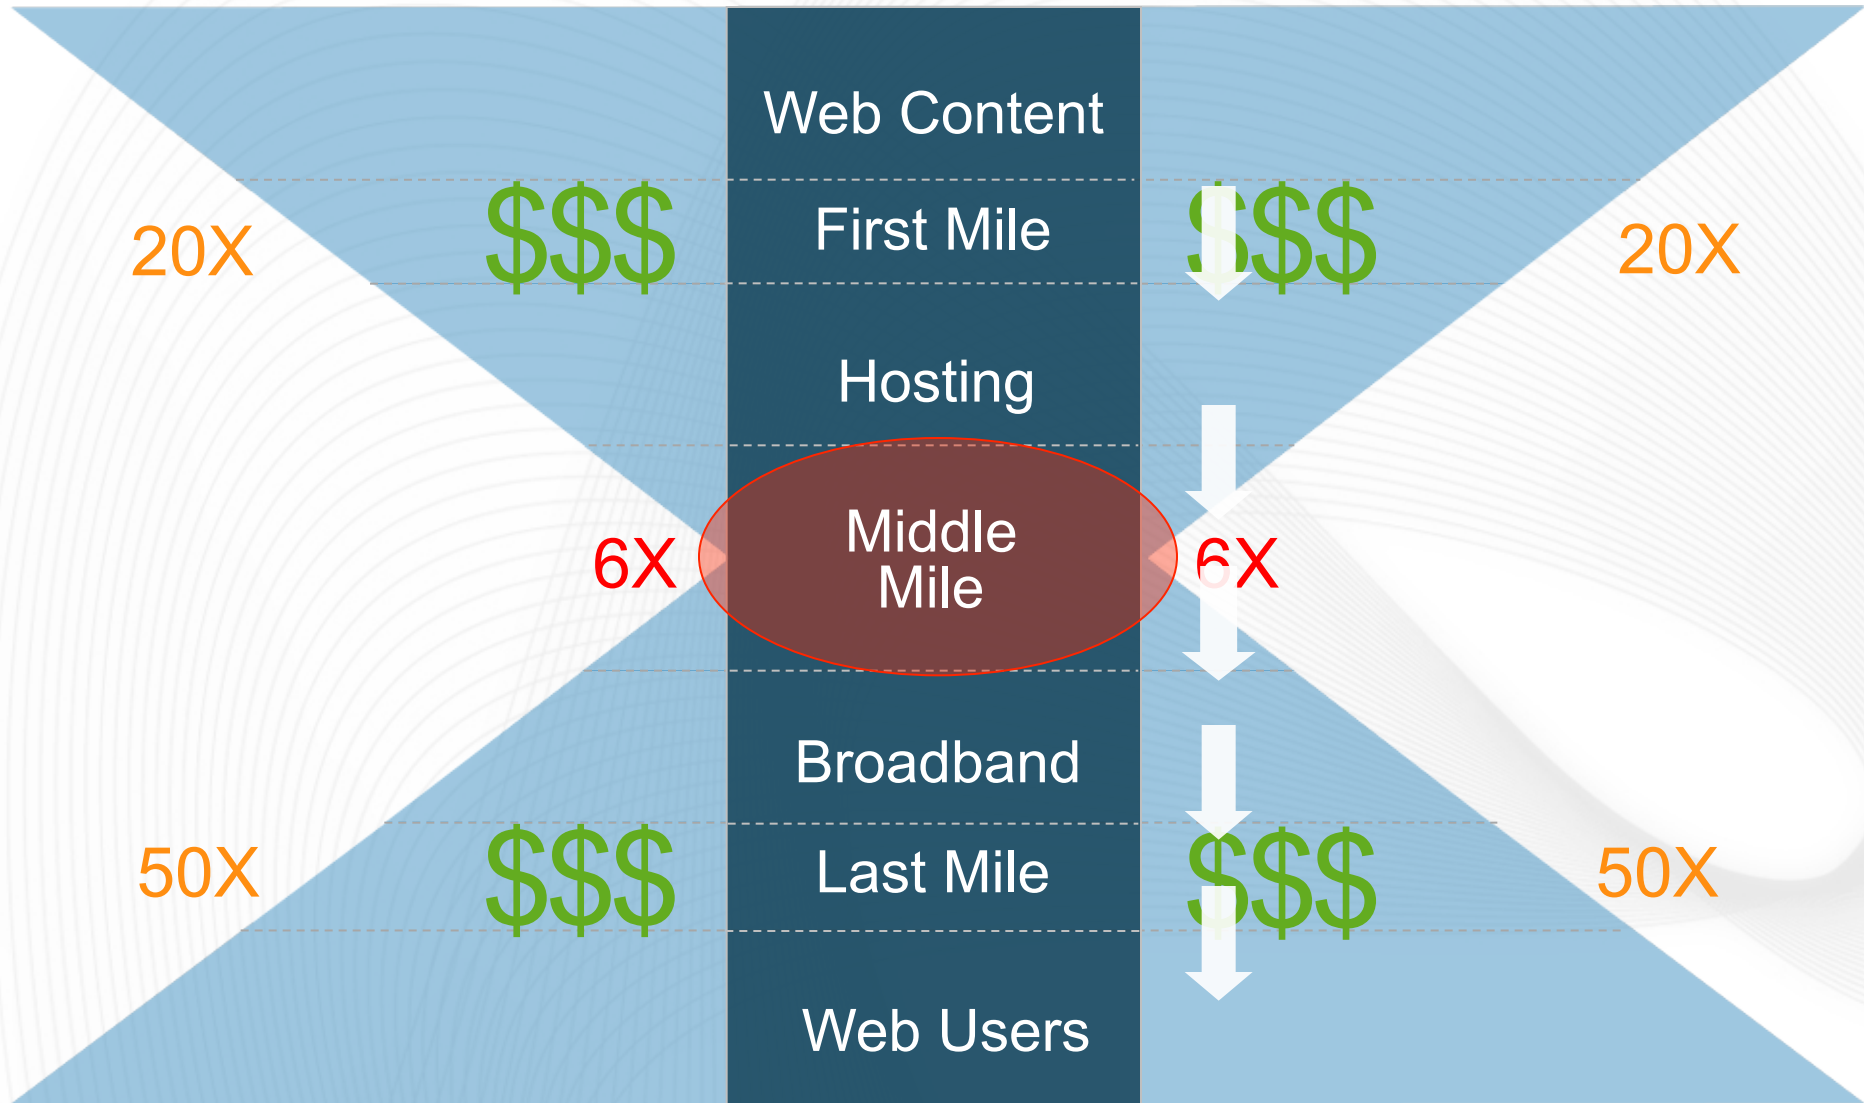 Web Content
20X $$$ First Mile $$$ 20X
Hosting
6X Middle 6X
Mile
Broadband
50X $$$ Last Mile $$$ 50X
Web Users